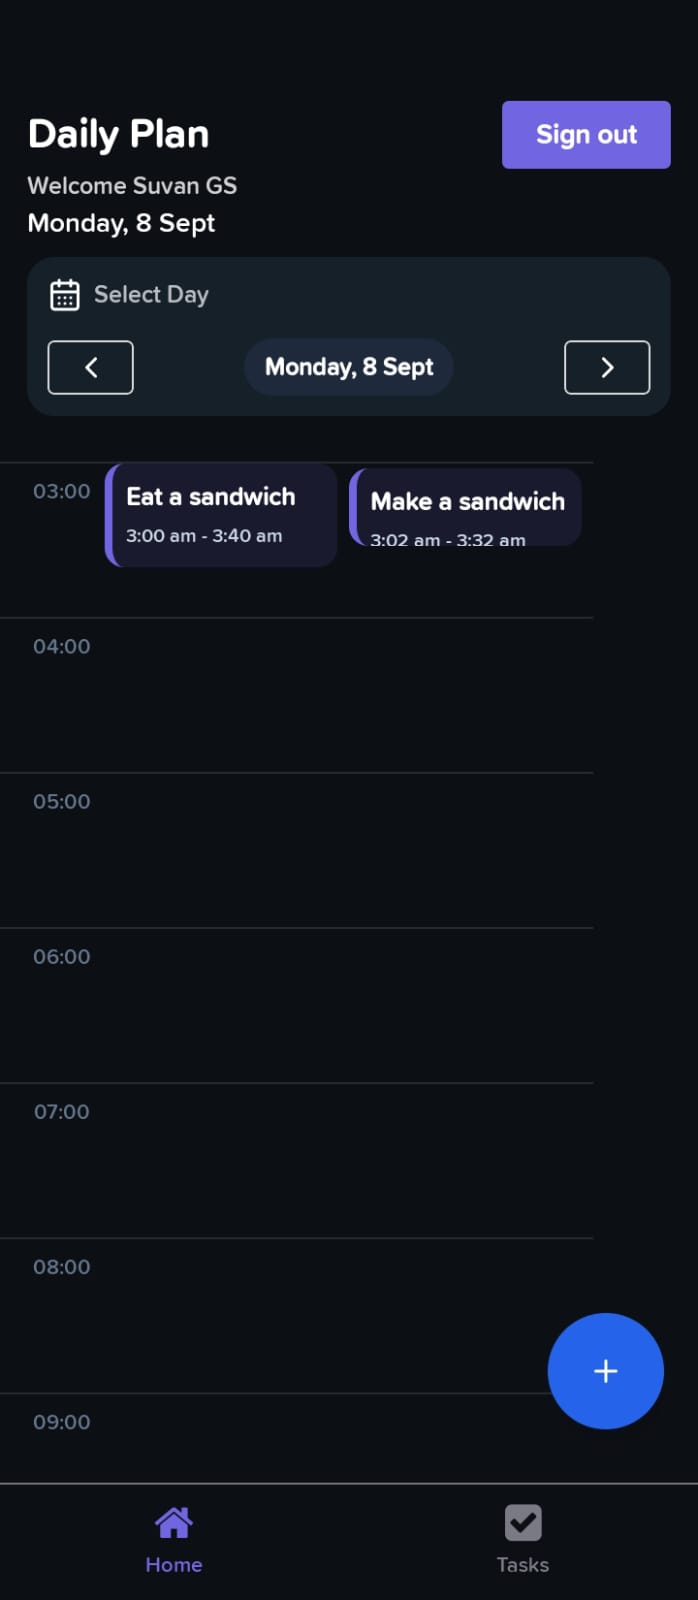 Daily Plan
Sign out
Welcome Suvan GS
Monday, 8 Sept
Select Day
Monday, 8 Sept
03:00
Eat a sandwich
3:00 am - 3:40 am
Make a sandwich
3:02 am - 3:32 am
04:00
05:00
06:00
07:00
08:00
09:00
Home
Tasks